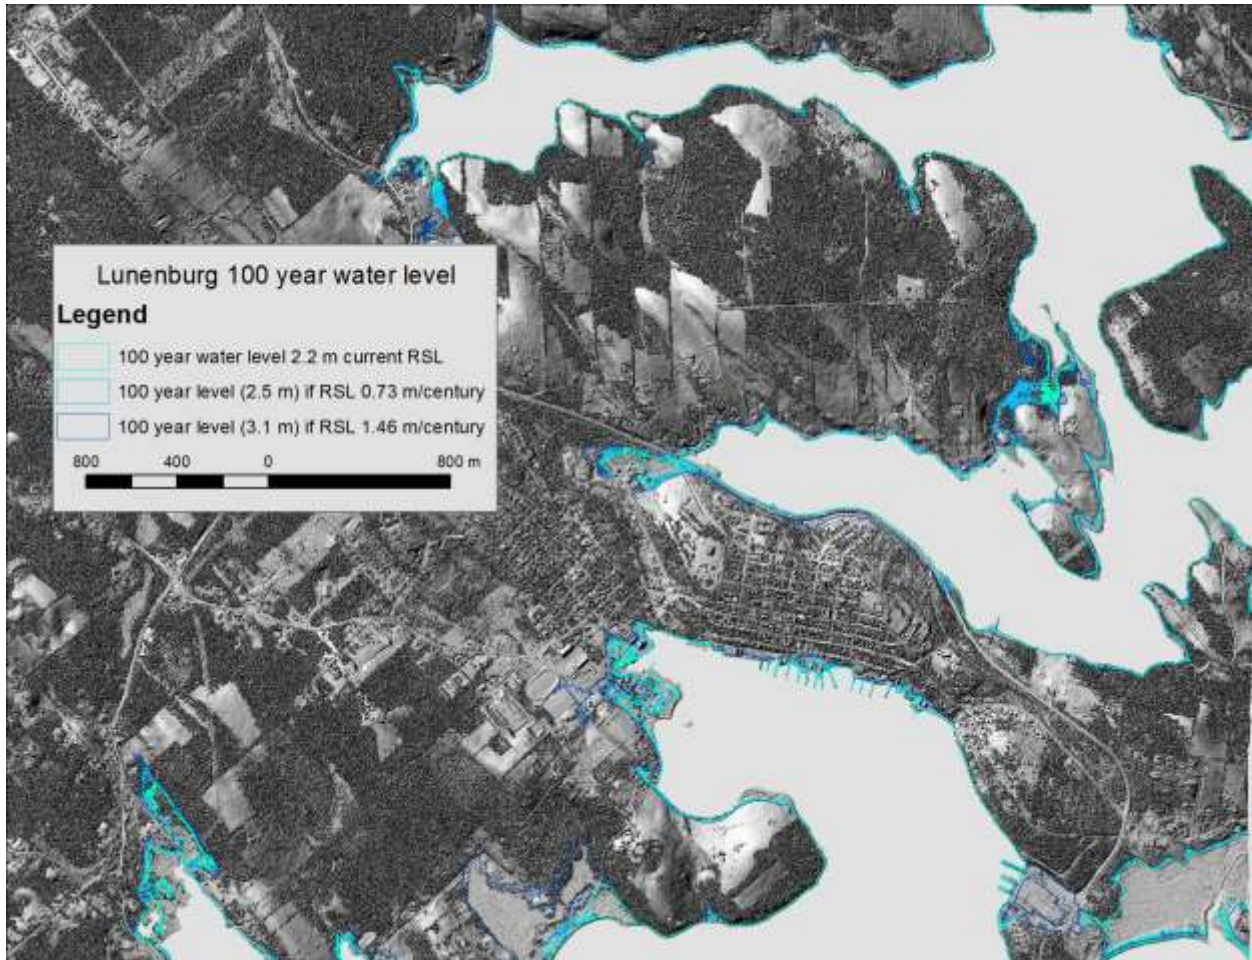 Lunenburg 100 year water level
Legend
100 year water level 2.2 m current RSL
100 year level (2.5 m) if RSL 0.73 m/century
100 year level (3.1 m) if RSL 1.46 m/century
800 400 0 800 m